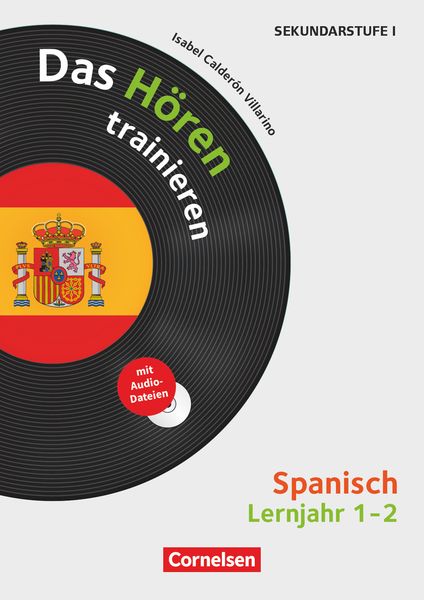 SEKUNDARSTUFE I
Isabel Calderón Villarino
Das Hören
trainieren
mit
Audio-
Dateien
Spanisch
Lernjahr 1–2
Cornelsen